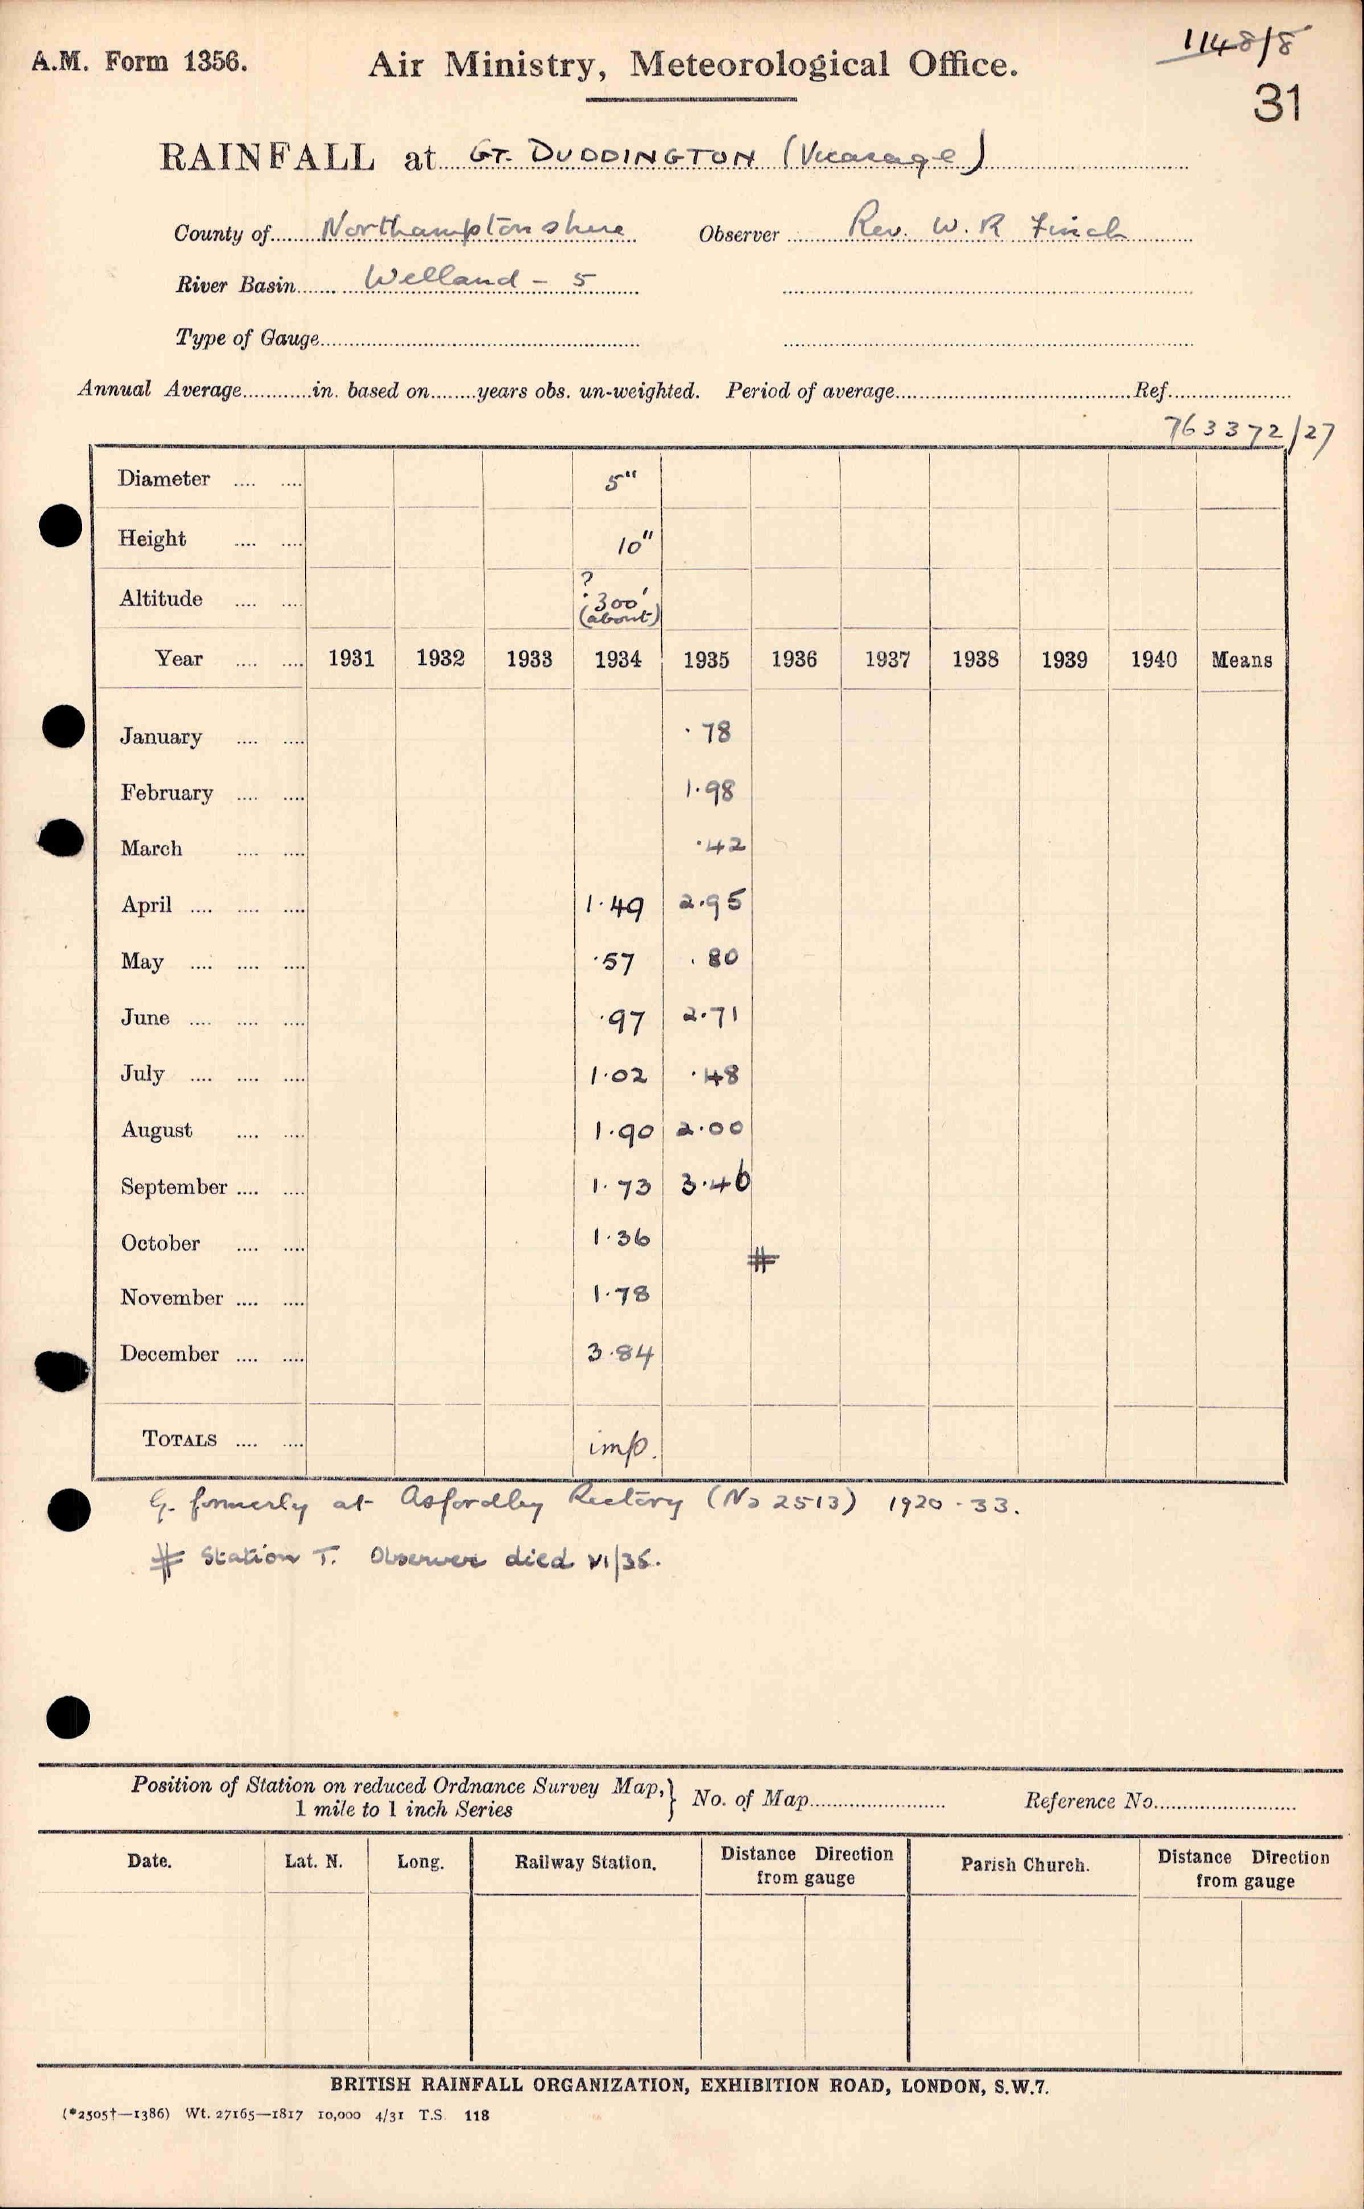 A.M. Form 1356. Air Ministry, Meteorological Office. 1148/8
31
RAINFALL at GT. DUDDINGTON (Vicarage)
County of Northamptonshire Observer Rev. W. R Finch
River Basin Welland - 5
Type of Gauge
Annual Average in. based on years obs. un-weighted. Period of average Ref.
763372/27
Diameter 5"
Height 10"
Altitude ? 300' (about)
Year 1931 1932 1933 1934 1935 1936 1937 1938 1939 1940 Means
January ·78
February 1·98
March ·42
April 1·49 2·95
May ·57 ·80
June ·97 2·71
July 1·02 ·48
August 1·90 2·00
September 1·73 3·46
October 1·36
#
November 1·78
December 3·84
TOTALS imp.
G. formerly at Asfordby Rectory (No 2513) 1920-33.
# Station T. Observer died VI/35.
Position of Station on reduced Ordnance Survey Map, 1 mile to 1 inch Series } No. of Map Reference No.
Date. Lat. N. Long. Railway Station. Distance Direction from gauge Parish Church. Distance Direction from gauge
BRITISH RAINFALL ORGANIZATION, EXHIBITION ROAD, LONDON, S.W.7.
(*2505†—1386) Wt. 27165—1817 10,000 4/31 T.S. 118